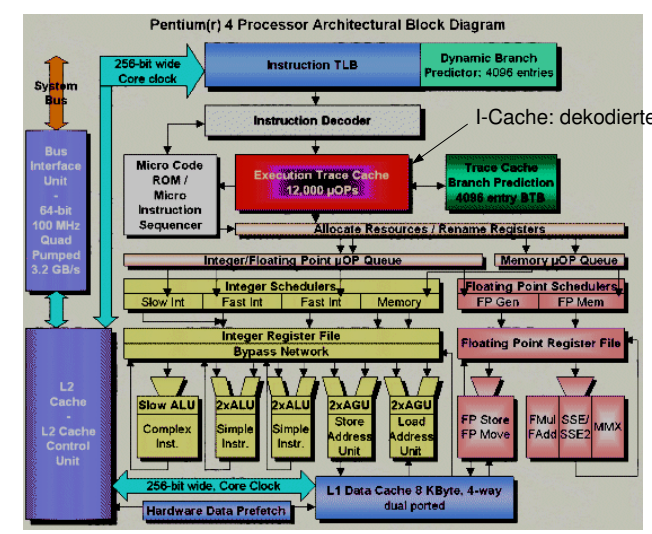 Pentium(r) 4 Processor Architectural Block Diagram
256-bit wide
Core clock
Instruction TLB
Dynamic Branch
Predictor: 4096 entries
System
Bus
Instruction Decoder
I-Cache: dekodierte
Bus
Interface
Unit
-
64-bit
100 MHz
Quad
Pumped
3.2 GB/s
Micro Code
ROM /
Micro
Instruction
Sequencer
Execution Trace Cache
12,000 µOPs
Trace Cache
Branch Prediction
4096 entry BTB
Allocate Resources / Rename Registers
Integer/Floating Point µOP Queue
Memory µOP Queue
Integer Schedulers
Slow Int
Fast Int
Fast Int
Memory
Floating Point Schedulers
FP Gen
FP Mem
Integer Register File
Bypass Network
Floating Point Register File
L2
Cache
-
L2 Cache
Control
Unit
Slow ALU
Complex
Inst.
2xALU
Simple
Instr.
2xALU
Simple
Instr.
2xAGU
Store
Address
Unit
2xAGU
Load
Address
Unit
FP Store
FP Move
FMul
FAdd
SSE/
SSE2
MMX
256-bit wide, Core Clock
L1 Data Cache 8 KByte, 4-way
dual ported
Hardware Data Prefetch